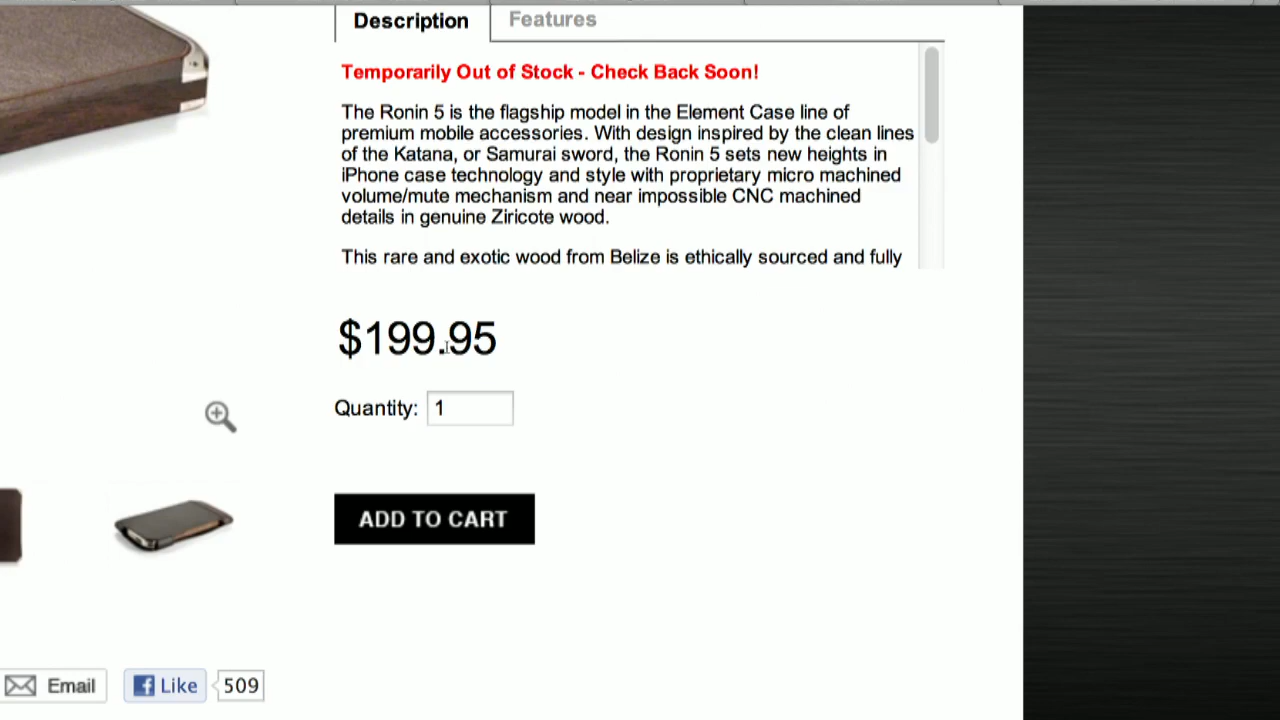 Description
Features
Temporarily Out of Stock - Check Back Soon!
The Ronin 5 is the flagship model in the Element Case line of
premium mobile accessories. With design inspired by the clean lines
of the Katana, or Samurai sword, the Ronin 5 sets new heights in
iPhone case technology and style with proprietary micro machined
volume/mute mechanism and near impossible CNC machined
details in genuine Ziricote wood.
This rare and exotic wood from Belize is ethically sourced and fully
$199.95
Quantity: 1
ADD TO CART
Email
Like
509